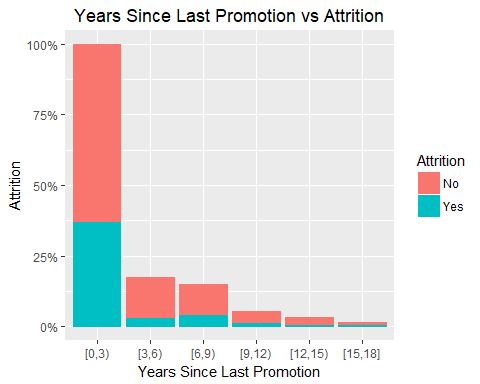 Years Since Last Promotion vs Attrition
100%
75%
50%
25%
0%
Attrition
[0,3)
[3,6)
[6,9)
[9,12)
[12,15)
[15,18]
Years Since Last Promotion
Attrition
No
Yes